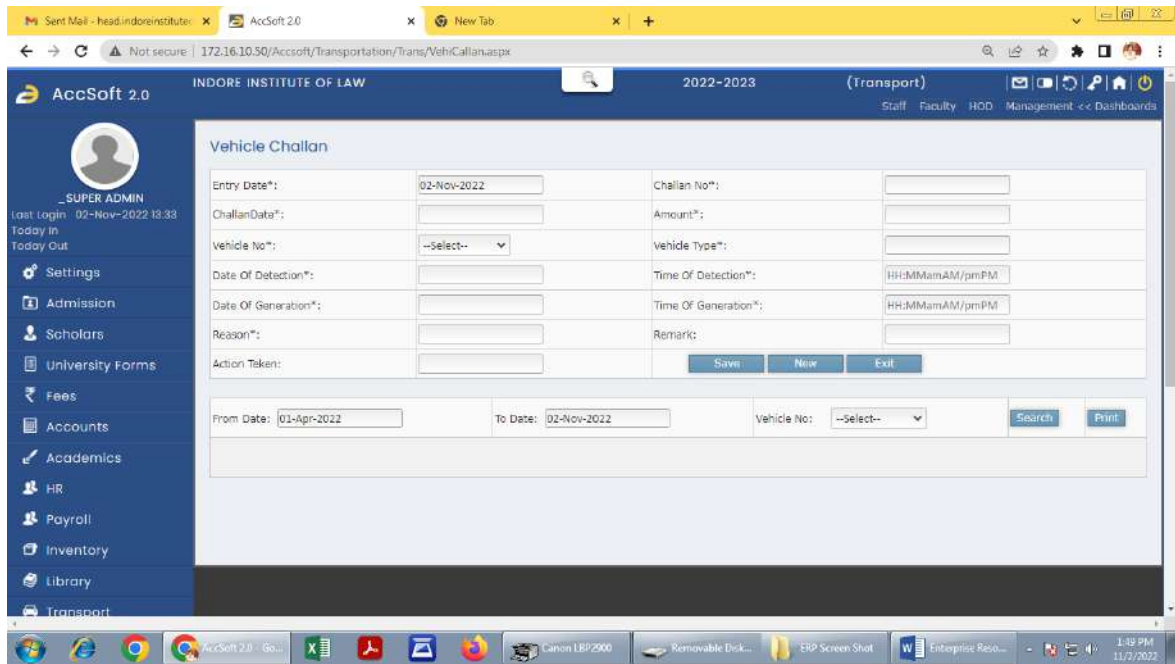 Sent Mail - head.indoreinstitute
AccSoft 2.0
New Tab
Not secure 172.16.10.50/Accsoft/Transportation/Trans/VehiCallan.aspx
AccSoft 2.0
INDORE INSTITUTE OF LAW 2022-2023 (Transport)
Staff Faculty HOD Management << Dashboards
_SUPER ADMIN
Last Login 02-Nov-2022 13:33
Today In
Today Out
Settings
Admission
Scholars
University Forms
Fees
Accounts
Academics
HR
Payroll
Inventory
Library
Transport
Vehicle Challan
Entry Date*: 02-Nov-2022 Challan No*:
ChallanDate*: Amount*:
Vehicle No*: --Select-- Vehicle Type*:
Date Of Detection*: Time Of Detection*: HH:MMamAM/pmPM
Date Of Generation*: Time Of Generation*: HH:MMamAM/pmPM
Reason*: Remark:
Action Teken: Save New Exit
From Date: 01-Apr-2022 To Date: 02-Nov-2022 Vehicle No: --Select-- Search Print
AccSoft 2.0 - Go...
Canon LBP2900
Removable Disk...
ERP Screen Shot
Enterprise Reso...
1:49 PM
11/2/2022